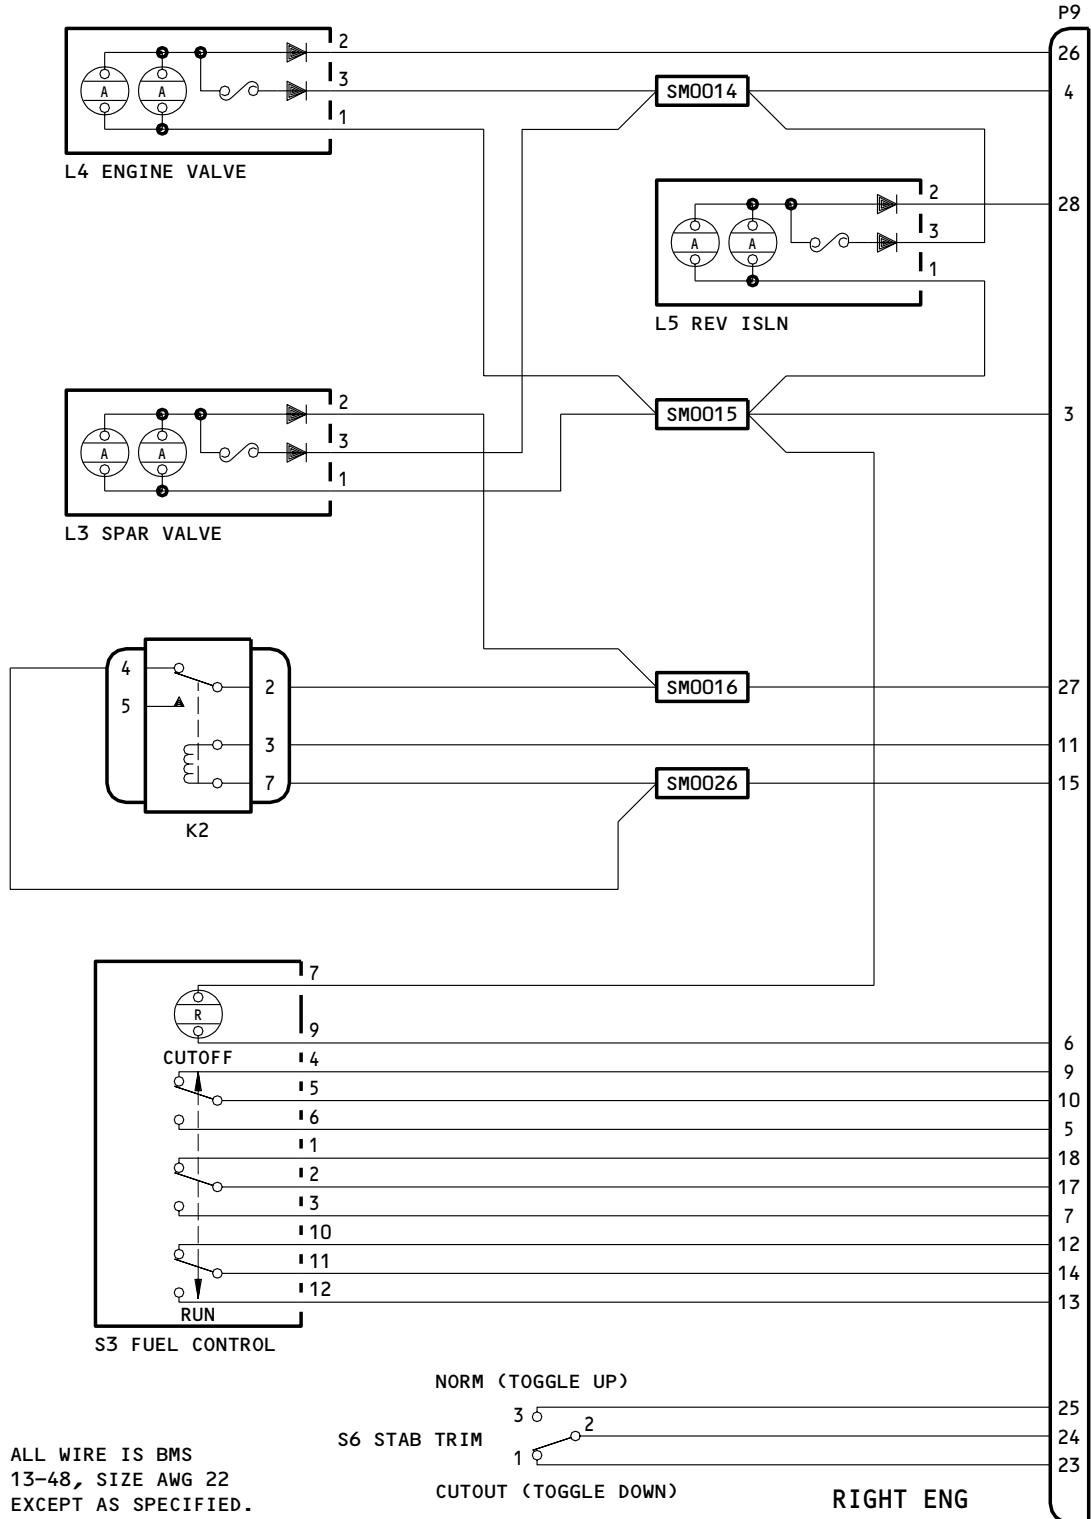 P9
2
26
A A
3
SM0014
4
1
L4 ENGINE VALVE
2
28
A A
3
1
L5 REV ISLN
2
SM0015
3
A A
3
1
L3 SPAR VALVE
4
2
SM0016
27
5
3
11
7
SM0026
15
K2
7
R
9
6
CUTOFF
4
9
5
10
6
5
1
18
2
17
3
7
10
12
11
14
12
13
RUN
S3 FUEL CONTROL
NORM (TOGGLE UP)
25
3
2
S6 STAB TRIM
24
1
23
CUTOUT (TOGGLE DOWN)
ALL WIRE IS BMS
13-48, SIZE AWG 22
EXCEPT AS SPECIFIED.
RIGHT ENG